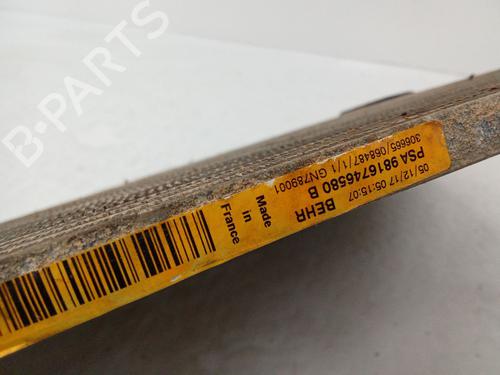 B-PARTS
306665/068487/1/1 GN789001
PSA 9816746580 B
05/12/17 05:15:07
BEHR
Made
in
France